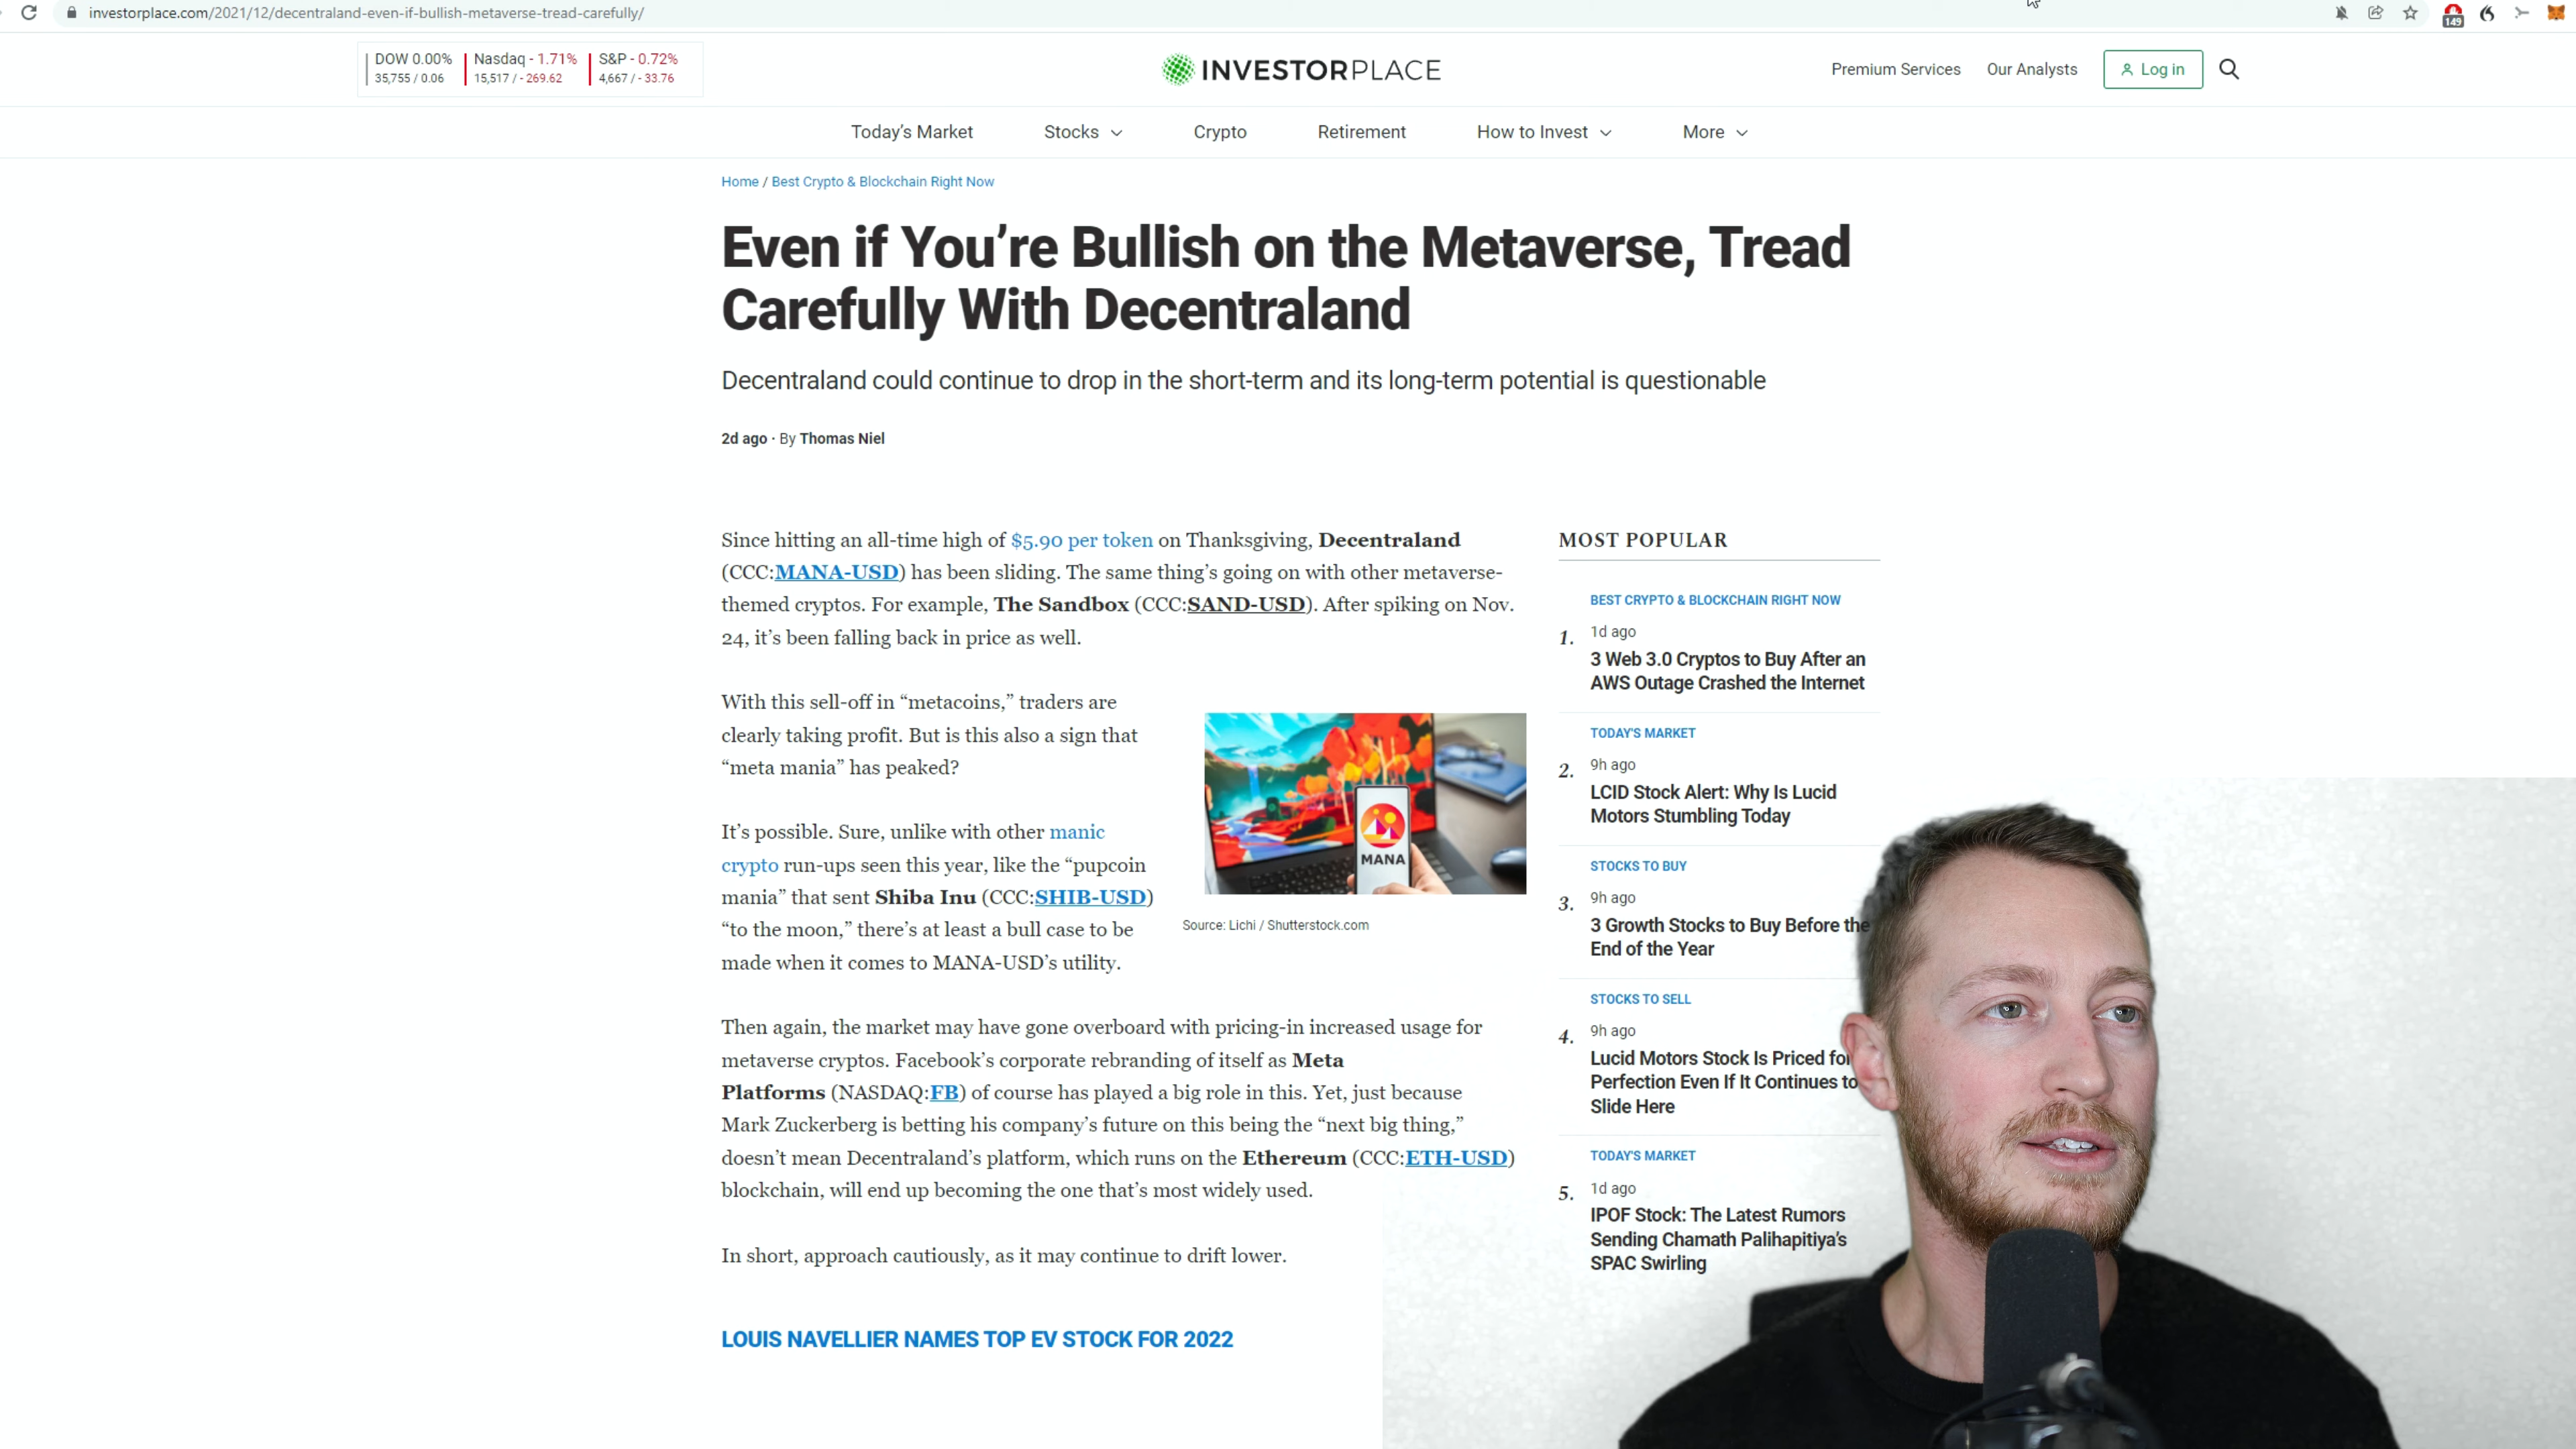 investorplace.com/2021/12/decentraland-even-if-bullish-metaverse-tread-carefully/
149
DOW 0.00%
35,755 / 0.06
Nasdaq - 1.71%
15,517 / - 269.62
S&P - 0.72%
4,667 / - 33.76
INVESTORPLACE
Premium Services
Our Analysts
Log in
Today's Market
Stocks
Crypto
Retirement
How to Invest
More
Home / Best Crypto & Blockchain Right Now
Even if You're Bullish on the Metaverse, Tread
Carefully With Decentraland
Decentraland could continue to drop in the short-term and its long-term potential is questionable
2d ago · By Thomas Niel
Since hitting an all-time high of $5.90 per token on Thanksgiving, Decentraland
(CCC:MANA-USD) has been sliding. The same thing's going on with other metaverse-
themed cryptos. For example, The Sandbox (CCC:SAND-USD). After spiking on Nov.
24, it's been falling back in price as well.
With this sell-off in “metacoins,” traders are
clearly taking profit. But is this also a sign that
“meta mania” has peaked?
It's possible. Sure, unlike with other manic
crypto run-ups seen this year, like the “pupcoin
mania” that sent Shiba Inu (CCC:SHIB-USD)
“to the moon,” there's at least a bull case to be
made when it comes to MANA-USD's utility.
MANA
Source: Lichi / Shutterstock.com
Then again, the market may have gone overboard with pricing-in increased usage for
metaverse cryptos. Facebook's corporate rebranding of itself as Meta
Platforms (NASDAQ:FB) of course has played a big role in this. Yet, just because
Mark Zuckerberg is betting his company's future on this being the “next big thing,”
doesn't mean Decentraland's platform, which runs on the Ethereum (CCC:ETH-USD)
blockchain, will end up becoming the one that's most widely used.
In short, approach cautiously, as it may continue to drift lower.
LOUIS NAVELLIER NAMES TOP EV STOCK FOR 2022
MOST POPULAR
BEST CRYPTO & BLOCKCHAIN RIGHT NOW
1.
1d ago
3 Web 3.0 Cryptos to Buy After an
AWS Outage Crashed the Internet
TODAY'S MARKET
2.
9h ago
LCID Stock Alert: Why Is Lucid
Motors Stumbling Today
STOCKS TO BUY
3.
9h ago
3 Growth Stocks to Buy Before the
End of the Year
STOCKS TO SELL
4.
9h ago
Lucid Motors Stock Is Priced for
Perfection Even If It Continues to
Slide Here
TODAY'S MARKET
5.
1d ago
IPOF Stock: The Latest Rumors
Sending Chamath Palihapitiya's
SPAC Swirling